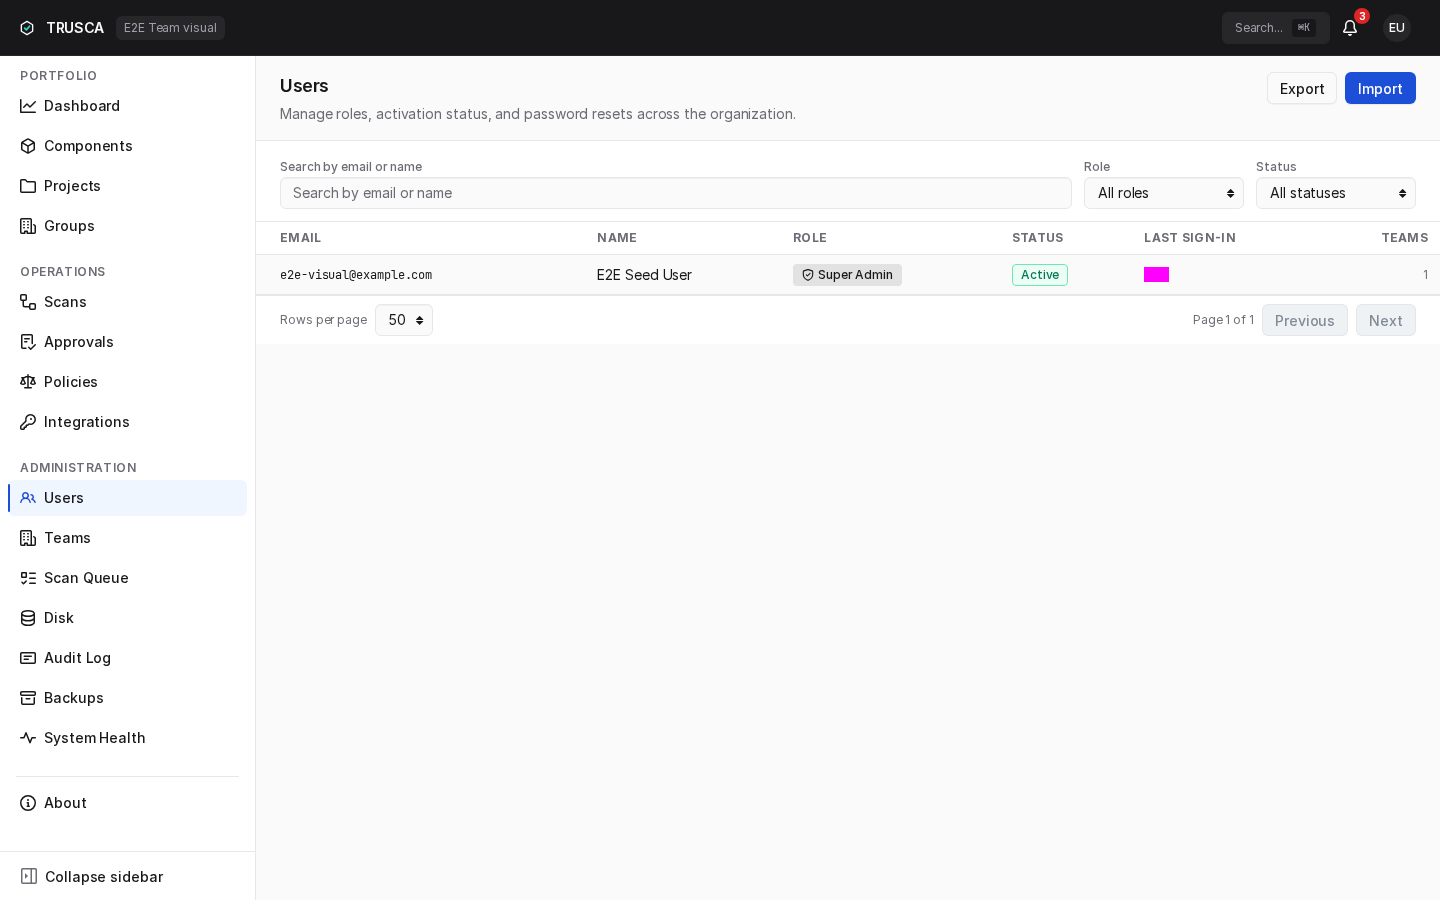 TRUSCA
E2E Team visual
Search...
⌘K
3
EU
PORTFOLIO
Dashboard
Components
Projects
Groups
OPERATIONS
Scans
Approvals
Policies
Integrations
ADMINISTRATION
Users
Teams
Scan Queue
Disk
Audit Log
Backups
System Health
About
Collapse sidebar
Users
Manage roles, activation status, and password resets across the organization.
Export
Import
Search by email or name
Search by email or name
Role
All roles
Status
All statuses
EMAIL NAME ROLE STATUS LAST SIGN-IN TEAMS
e2e-visual@example.com E2E Seed User Super Admin Active 1
Rows per page 50
Page 1 of 1 Previous Next